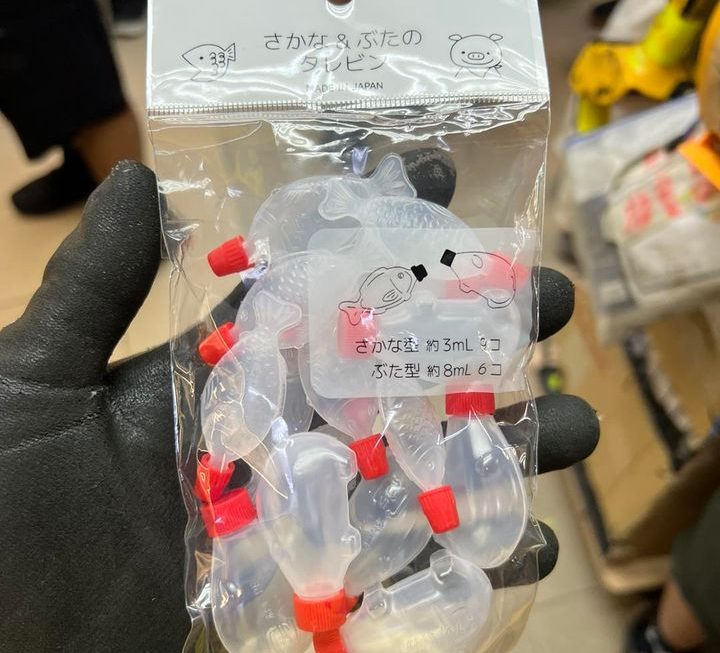 さかな&ぶたの
タレビン
MADE IN JAPAN
さかな型 約3mL 9コ
ぶた型 約8mL 6コ